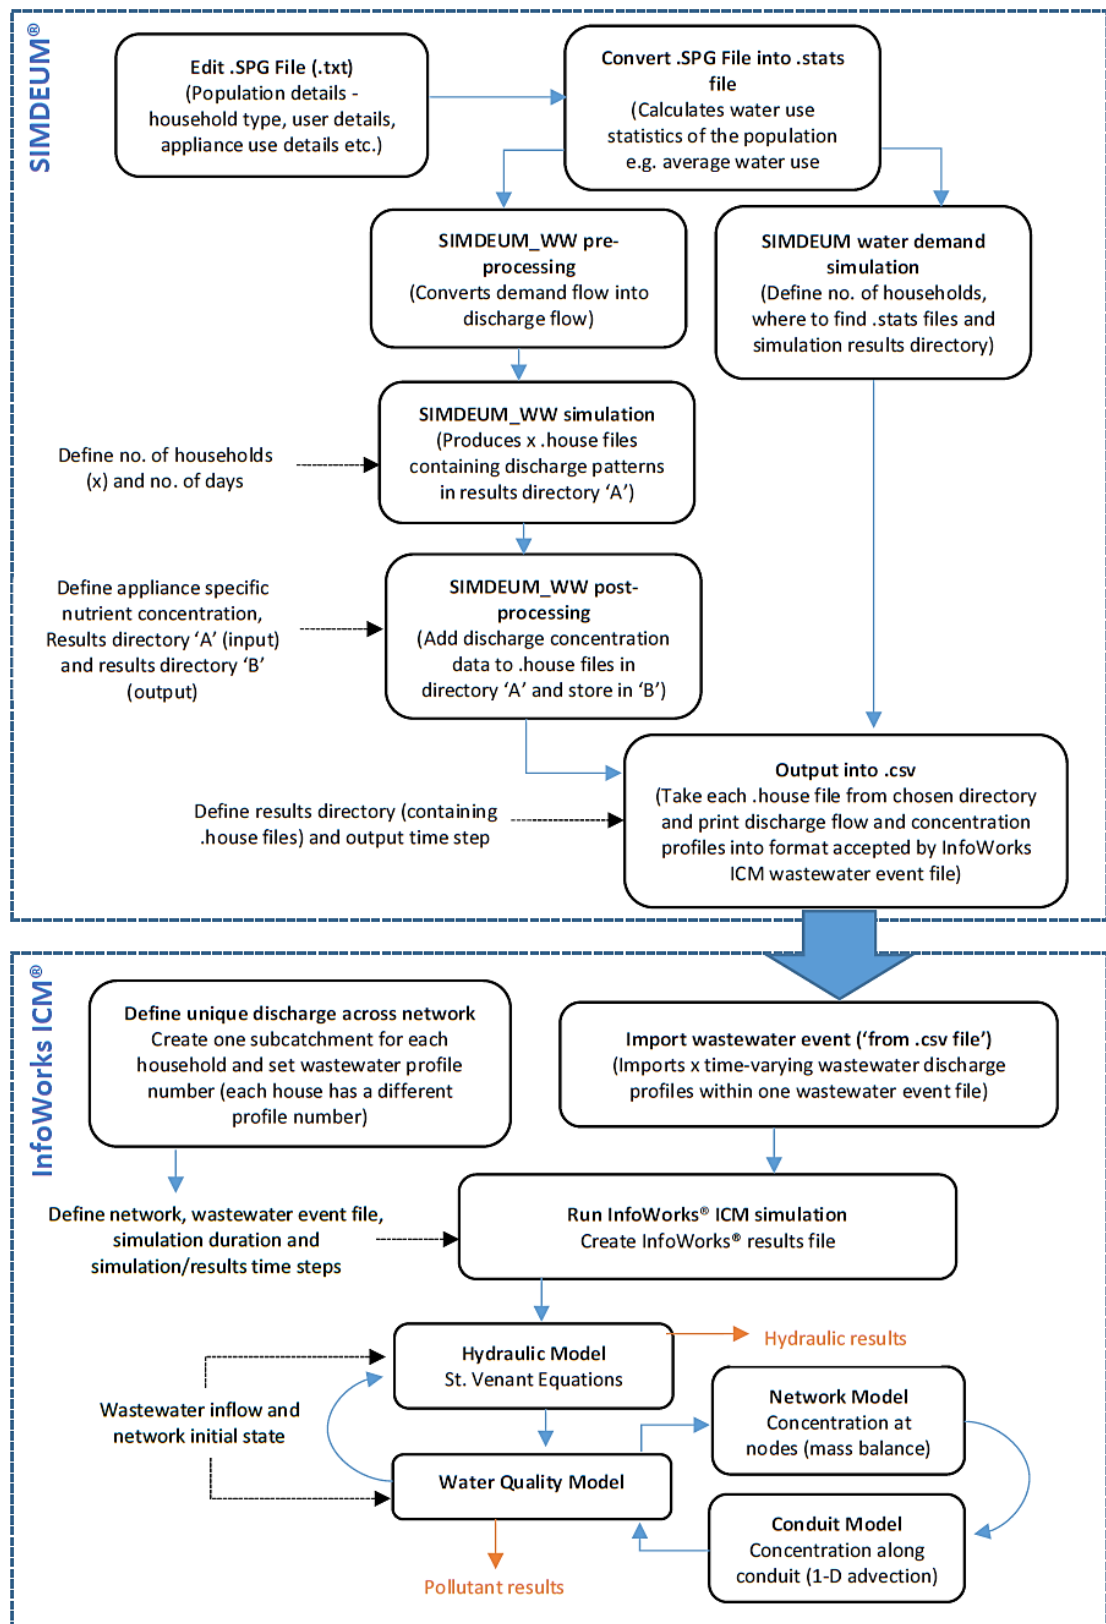 SIMDEUM®
Edit .SPG File (.txt)
(Population details -
household type, user details,
appliance use details etc.)
Convert .SPG File into .stats
file
(Calculates water use
statistics of the population
e.g. average water use
SIMDEUM_WW pre-
processing
(Converts demand flow into
discharge flow)
SIMDEUM water demand
simulation
(Define no. of households,
where to find .stats files and
simulation results directory)
Define no. of households
(x) and no. of days
SIMDEUM_WW simulation
(Produces x .house files
containing discharge patterns
in results directory ‘A’)
Define appliance specific
nutrient concentration,
Results directory ‘A’ (input)
and results directory ‘B’
(output)
SIMDEUM_WW post-
processing
(Add discharge concentration
data to .house files in
directory ‘A’ and store in ‘B’)
Define results directory (containing
.house files) and output time step
Output into .csv
(Take each .house file from chosen directory
and print discharge flow and concentration
profiles into format accepted by InfoWorks
ICM wastewater event file)
InfoWorks ICM®
Define unique discharge across network
Create one subcatchment for each
household and set wastewater profile
number (each house has a different
profile number)
Import wastewater event (‘from .csv file’)
(Imports x time-varying wastewater discharge
profiles within one wastewater event file)
Define network, wastewater event file,
simulation duration and
simulation/results time steps
Run InfoWorks® ICM simulation
Create InfoWorks® results file
Hydraulic Model
St. Venant Equations
Hydraulic results
Wastewater inflow and
network initial state
Network Model
Concentration at
nodes (mass balance)
Water Quality Model
Conduit Model
Concentration along
conduit (1-D advection)
Pollutant results